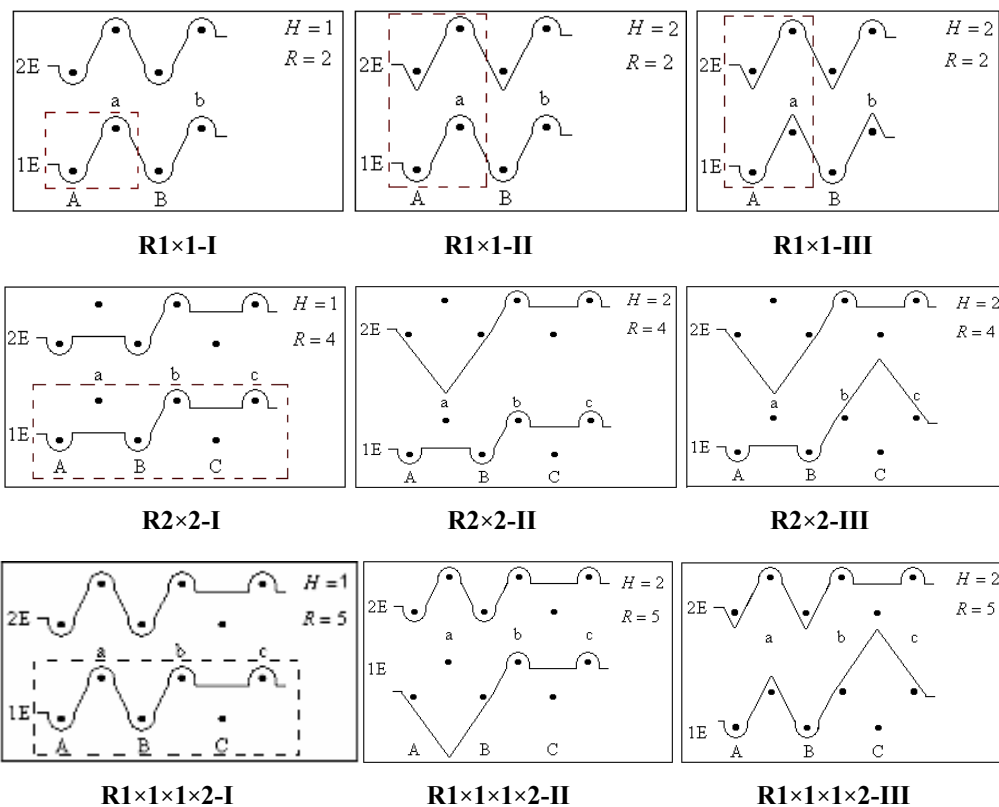 H = 1
R = 2
2E
a b
1E
A B
R1×1-I
H = 2
R = 2
2E
a b
1E
A B
R1×1-II
H = 2
R = 2
2E
a b
1E
A B
R1×1-III
H = 1
2E
R = 4
a b c
1E
A B C
R2×2-I
H = 2
2E
R = 4
a b c
1E
A B C
R2×2-II
H = 2
2E
R = 4
a b c
1E
A B C
R2×2-III
H = 1
2E
R = 5
a b c
1E
A B C
R1×1×1×2-I
H = 2
2E
R = 5
a b c
1E
A B C
R1×1×1×2-II
H = 2
2E
R = 5
a b c
1E
A B C
R1×1×1×2-III